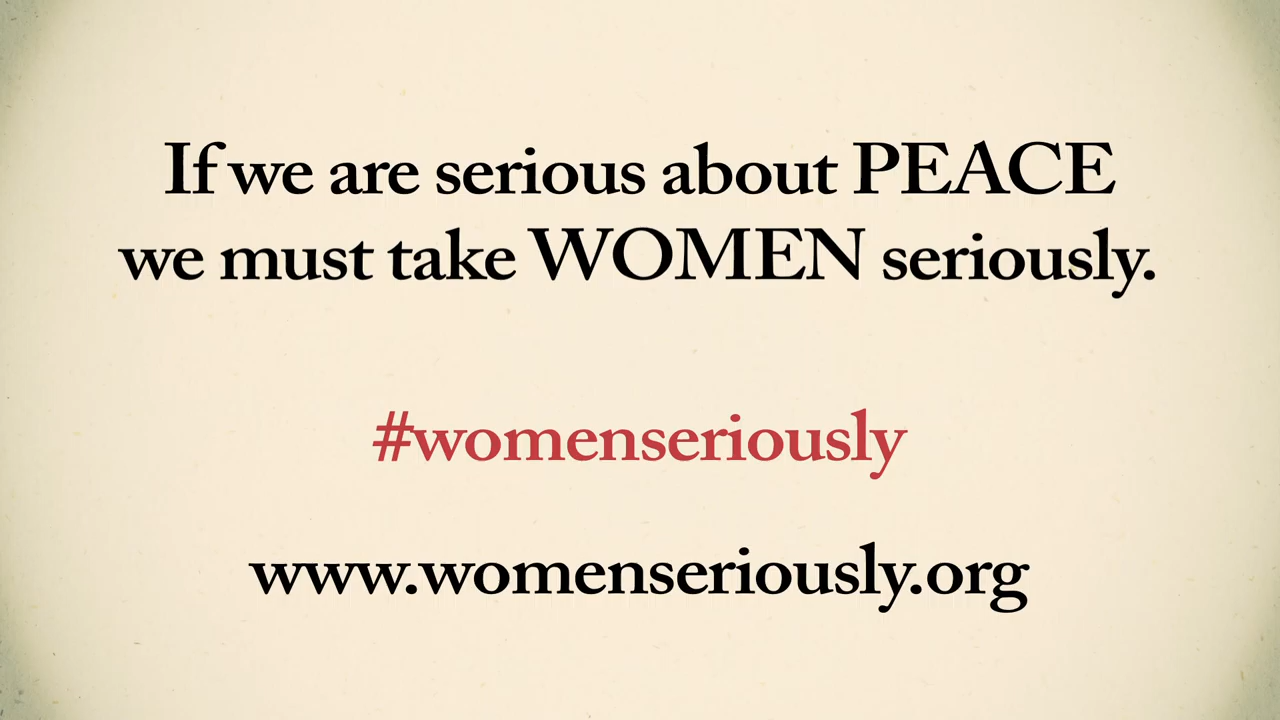 If we are serious about PEACE
we must take WOMEN seriously.
#womenseriously
www.womenseriously.org